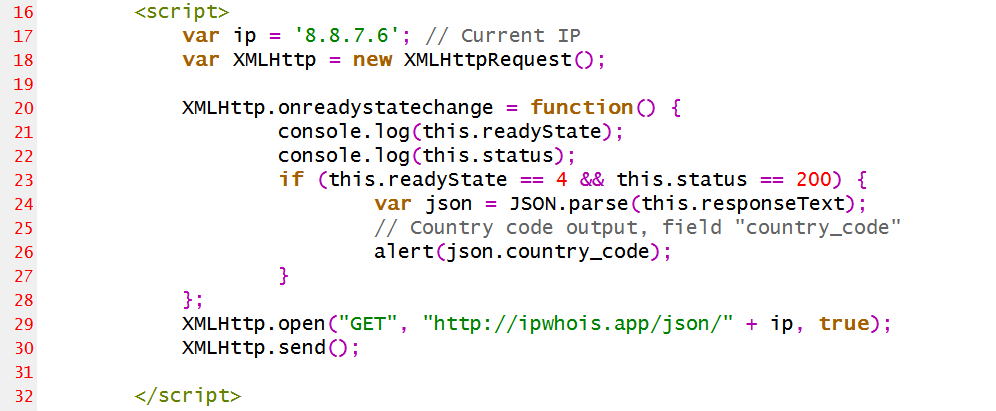 16 <script>
17 var ip = '8.8.7.6'; // Current IP
18 var XMLHttp = new XMLHttpRequest();
19
20 XMLHttp.onreadystatechange = function() {
21 console.log(this.readyState);
22 console.log(this.status);
23 if (this.readyState == 4 && this.status == 200) {
24 var json = JSON.parse(this.responseText);
25 // Country code output, field "country_code"
26 alert(json.country_code);
27 }
28 };
29 XMLHttp.open("GET", "http://ipwhois.app/json/" + ip, true);
30 XMLHttp.send();
31
32 </script>